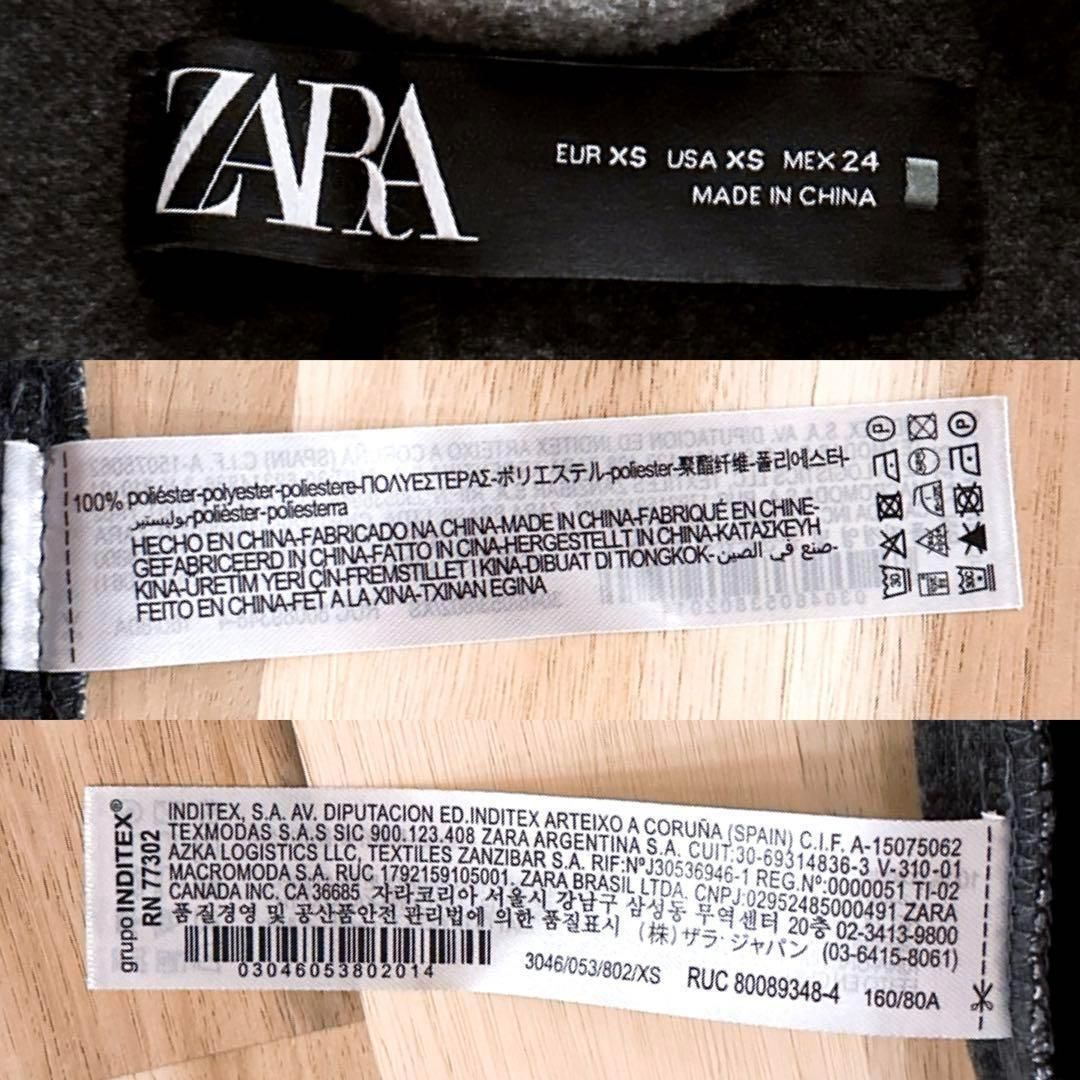 ZARA
EUR XS USA XS MEX 24
MADE IN CHINA
100% poliéster-polyester-poliestere-ΠΟΛΥΕΣΤΕΡΑΣ-ポリエステル-poliester-聚酯纤维-폴리에스터-
بوليستير-polièster-poliesterra
HECHO EN CHINA-FABRICADO NA CHINA-MADE IN CHINA-FABRIQUÉ EN CHINE-
GEFABRICEERD IN CHINA-FATTO IN CINA-HERGESTELLT IN CHINA-ΚΑΤΑΣΚΕΥΗ
KINA-ÜRETİM YERİ ÇİN-FREMSTILLET I KINA-DIBUAT DI TIONGKOK-صنع في الصين-
FEITO EN CHINA-FET A LA XINA-TXINAN EGINA
grupo INDITEX®
RN 77302
INDITEX, S.A. AV. DIPUTACION ED.INDITEX ARTEIXO A CORUÑA (SPAIN) C.I.F. A-15075062
TEXMODAS S.A.S SIC 900.123.408 ZARA ARGENTINA S.A. CUIT:30-69314836-3 V-310-01
AZKA LOGISTICS LLC, TEXTILES ZANZIBAR S.A. RIF:NºJ30536946-1 REG.Nº:0000051 TI-02
MACROMODA S.A. RUC 1792159105001. ZARA BRASIL LTDA. CNPJ:02952485000491 ZARA
CANADA INC. CA 36685 자라코리아 서울시 강남구 삼성동 무역센터 20층 02-3413-9800
품질경영 및 공산품안전 관리법에 의한 품질표시 (株)ザラ・ジャパン (03-6415-8061)
03046053802014
3046/053/802/XS RUC 80089348-4 160/80A